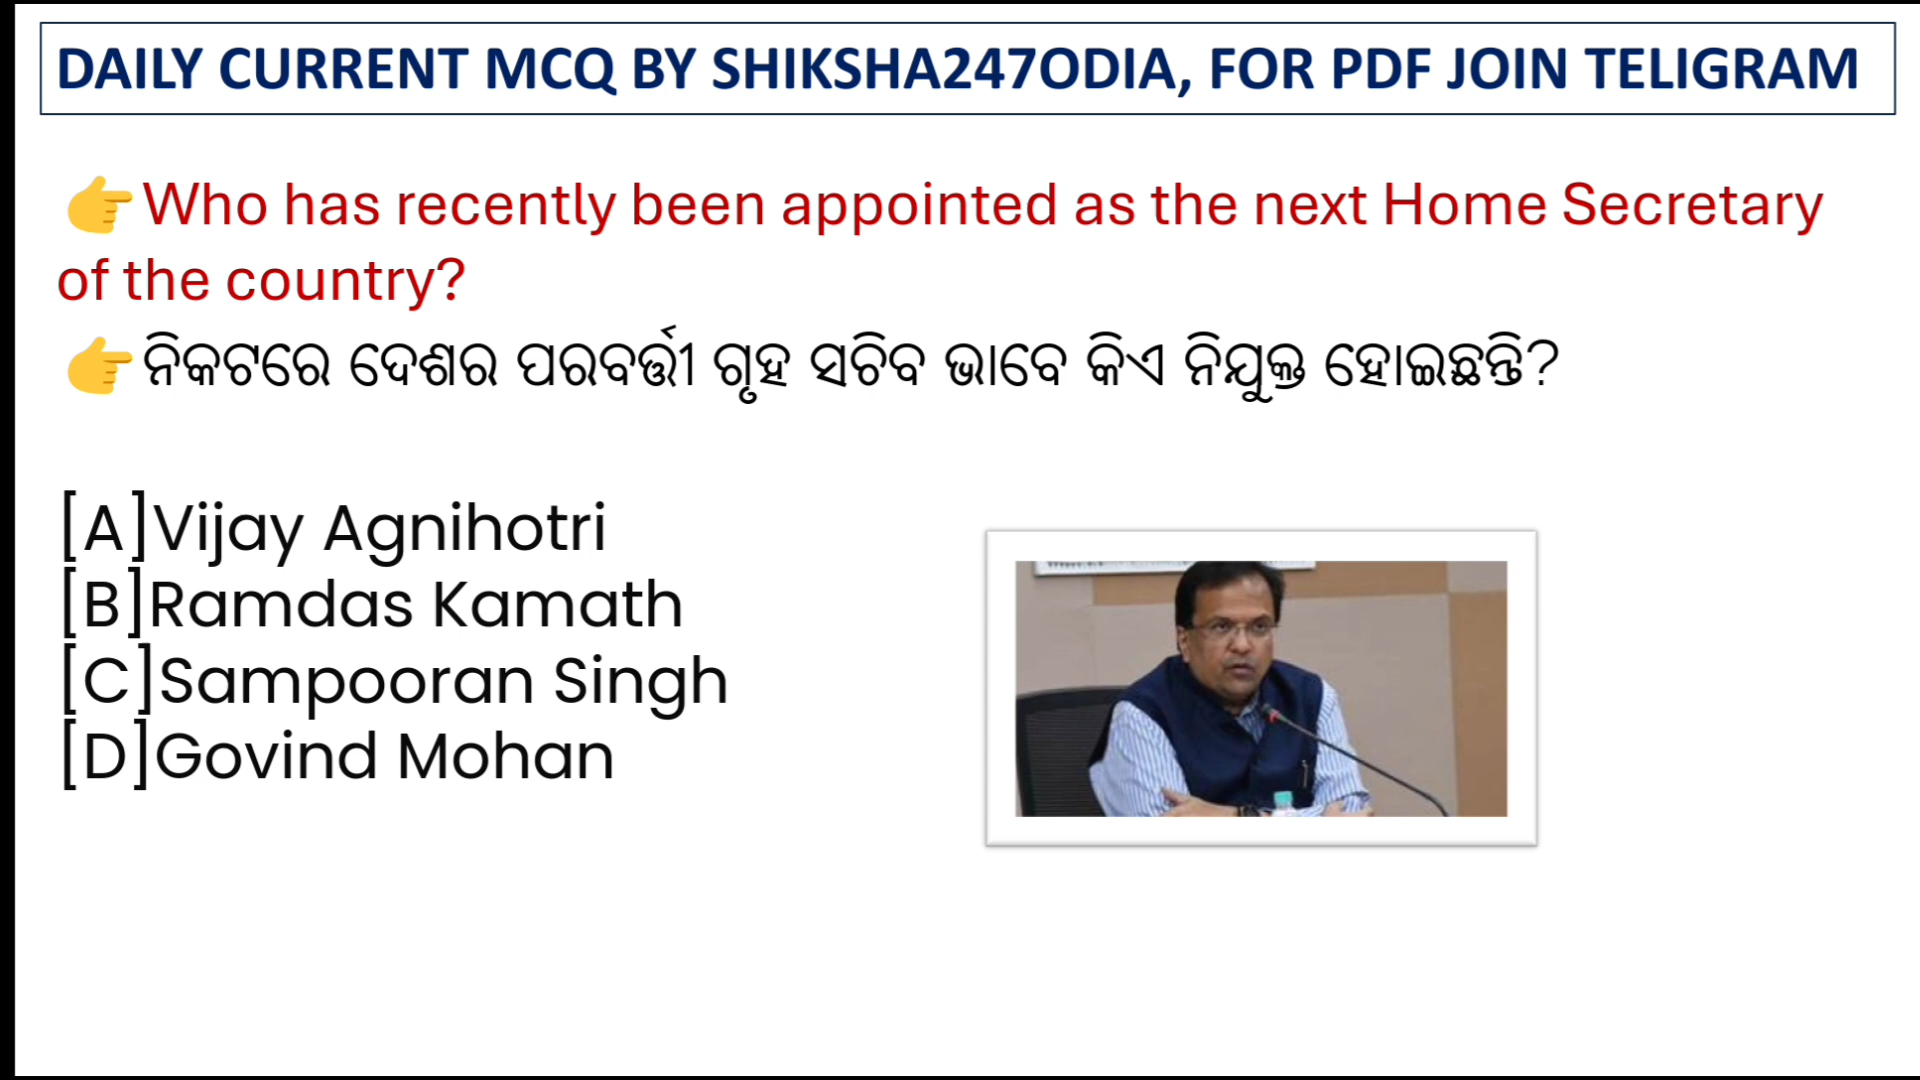 DAILY CURRENT MCQ BY SHIKSHA247ODIA, FOR PDF JOIN TELIGRAM
👉Who has recently been appointed as the next Home Secretary
of the country?
👉ନିକଟରେ ଦେଶର ପରବର୍ତ୍ତୀ ଗୃହ ସଚିବ ଭାବେ କିଏ ନିଯୁକ୍ତ ହୋଇଛନ୍ତି?
[A]Vijay Agnihotri
[B]Ramdas Kamath
[C]Sampooran Singh
[D]Govind Mohan